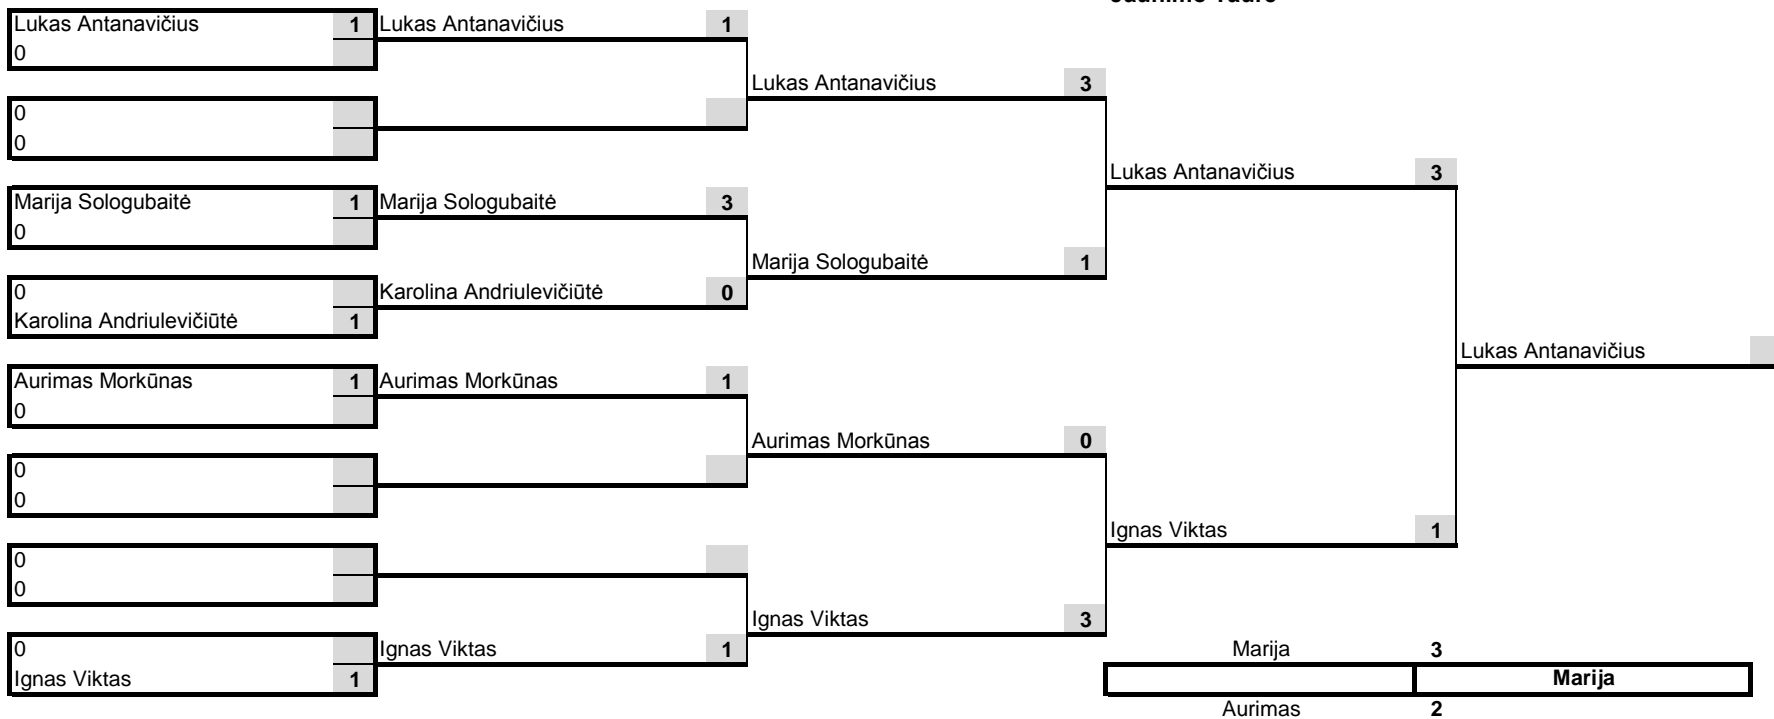 Lukas Antanavičius 1 Lukas Antanavičius 1
0
Lukas Antanavičius 3
0
0
Lukas Antanavičius 3
Marija Sologubaitė 1 Marija Sologubaitė 3
0
Marija Sologubaitė 1
0 Karolina Andriulevičiūtė 0
Karolina Andriulevičiūtė 1
Lukas Antanavičius
Aurimas Morkūnas 1 Aurimas Morkūnas 1
0
Aurimas Morkūnas 0
0
0
Ignas Viktas 1
0
0
Ignas Viktas 3
0 Ignas Viktas 1 Marija 3
Ignas Viktas 1 Marija
Aurimas 2